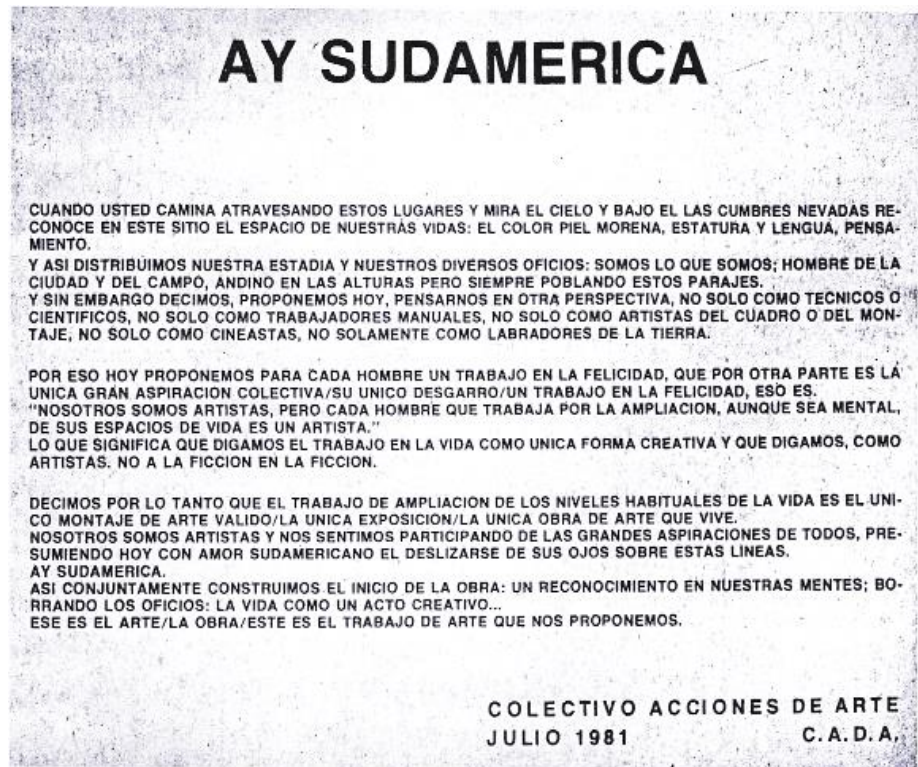 AY SUDAMERICA
CUANDO USTED CAMINA ATRAVESANDO ESTOS LUGARES Y MIRA EL CIELO Y BAJO EL LAS CUMBRES NEVADAS RE-
CONOCE EN ESTE SITIO EL ESPACIO DE NUESTRAS VIDAS: EL COLOR PIEL MORENA, ESTATURA Y LENGUA, PENSA-
MIENTO.
Y ASI DISTRIBUIMOS NUESTRA ESTADIA Y NUESTROS DIVERSOS OFICIOS: SOMOS LO QUE SOMOS; HOMBRE DE LA
CIUDAD Y DEL CAMPO, ANDINO EN LAS ALTURAS PERO SIEMPRE POBLANDO ESTOS PARAJES.
Y SIN EMBARGO DECIMOS, PROPONEMOS HOY, PENSARNOS EN OTRA PERSPECTIVA, NO SOLO COMO TECNICOS O
CIENTIFICOS, NO SOLO COMO TRABAJADORES MANUALES, NO SOLO COMO ARTISTAS DEL CUADRO O DEL MON-
TAJE, NO SOLO COMO CINEASTAS, NO SOLAMENTE COMO LABRADORES DE LA TIERRA.
POR ESO HOY PROPONEMOS PARA CADA HOMBRE UN TRABAJO EN LA FELICIDAD, QUE POR OTRA PARTE ES LA
UNICA GRAN ASPIRACION COLECTIVA/SU UNICO DESGARRO/UN TRABAJO EN LA FELICIDAD, ESO ES.
"NOSOTROS SOMOS ARTISTAS, PERO CADA HOMBRE QUE TRABAJA POR LA AMPLIACION, AUNQUE SEA MENTAL,
DE SUS ESPACIOS DE VIDA ES UN ARTISTA."
LO QUE SIGNIFICA QUE DIGAMOS EL TRABAJO EN LA VIDA COMO UNICA FORMA CREATIVA Y QUE DIGAMOS, COMO
ARTISTAS. NO A LA FICCION EN LA FICCION.
DECIMOS POR LO TANTO QUE EL TRABAJO DE AMPLIACION DE LOS NIVELES HABITUALES DE LA VIDA ES EL UNI-
CO MONTAJE DE ARTE VALIDO/LA UNICA EXPOSICION/LA UNICA OBRA DE ARTE QUE VIVE.
NOSOTROS SOMOS ARTISTAS Y NOS SENTIMOS PARTICIPANDO DE LAS GRANDES ASPIRACIONES DE TODOS, PRE-
SUMIENDO HOY CON AMOR SUDAMERICANO EL DESLIZARSE DE SUS OJOS SOBRE ESTAS LINEAS.
AY SUDAMERICA.
ASI CONJUNTAMENTE CONSTRUIMOS EL INICIO DE LA OBRA: UN RECONOCIMIENTO EN NUESTRAS MENTES; BO-
RRANDO LOS OFICIOS: LA VIDA COMO UN ACTO CREATIVO...
ESE ES EL ARTE/LA OBRA/ESTE ES EL TRABAJO DE ARTE QUE NOS PROPONEMOS.
COLECTIVO ACCIONES DE ARTE
JULIO 1981 C.A.D.A.